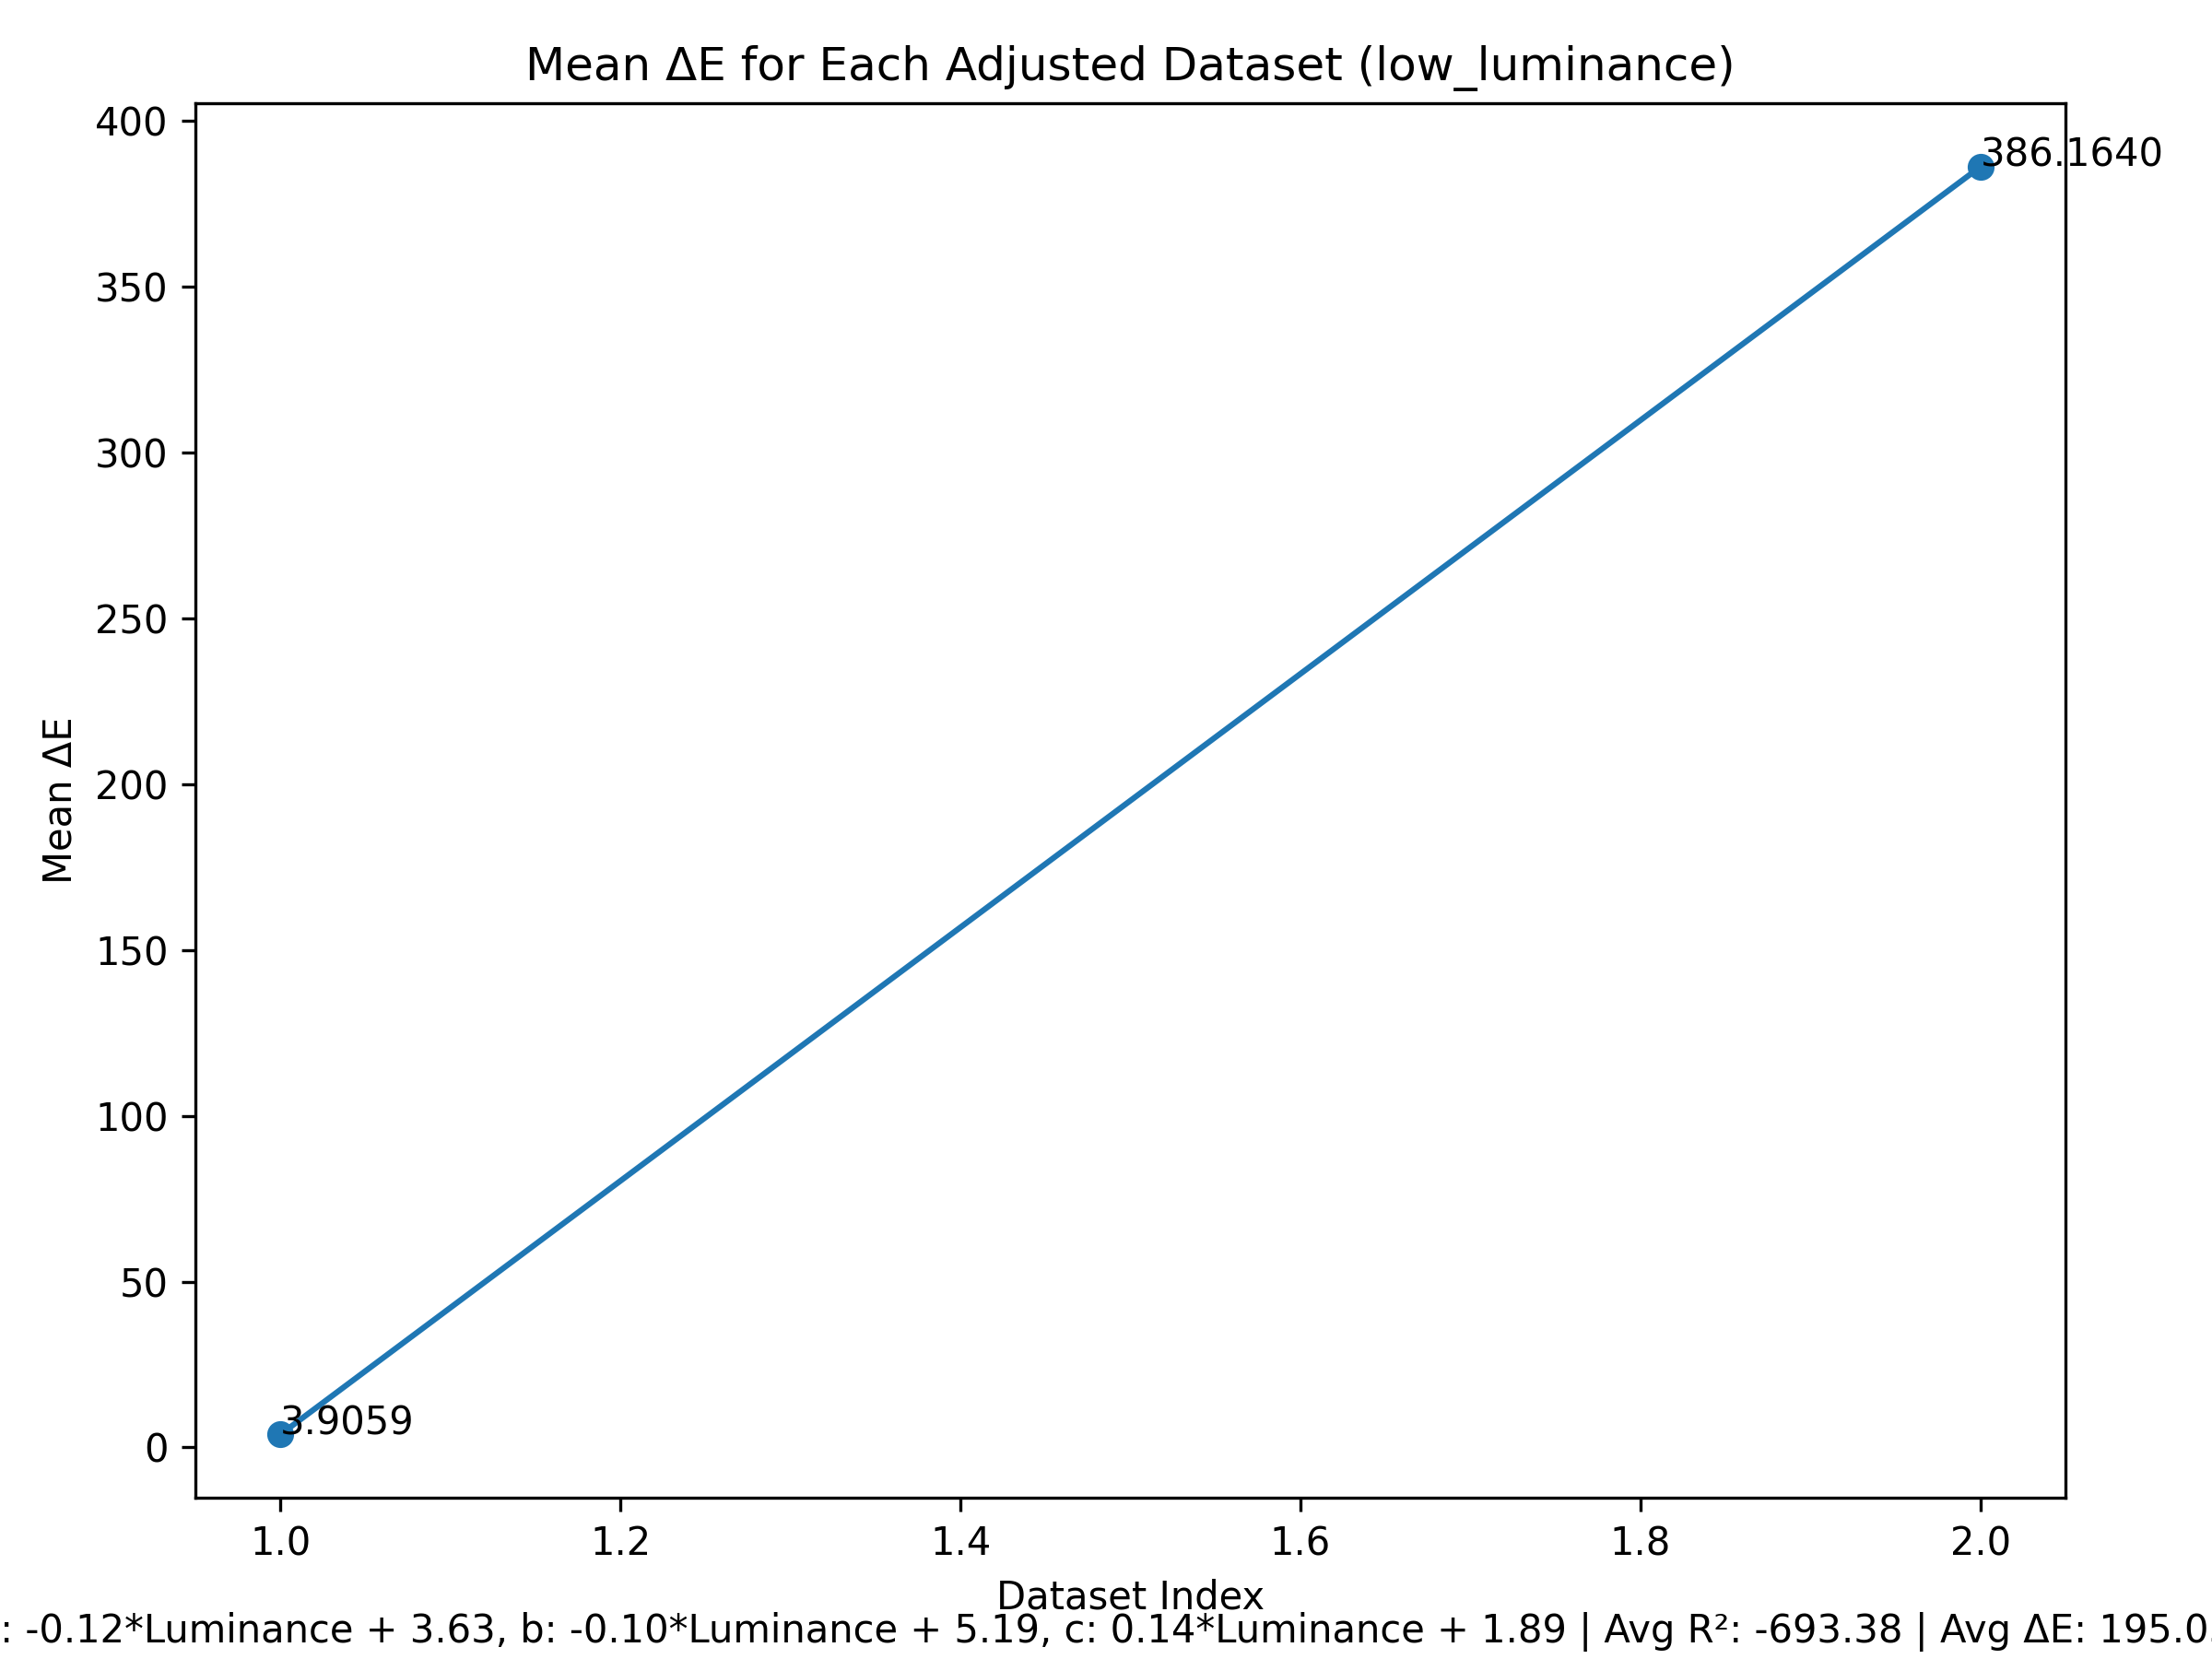 Mean ΔE for Each Adjusted Dataset (low_luminance)
400
386.1640
350
300
250
200
150
100
50
0
Mean ΔE
3.9059
1.0 1.2 1.4 1.6 1.8 2.0
Dataset Index
: -0.12*Luminance + 3.63, b: -0.10*Luminance + 5.19, c: 0.14*Luminance + 1.89 | Avg R²: -693.38 | Avg ΔE: 195.0